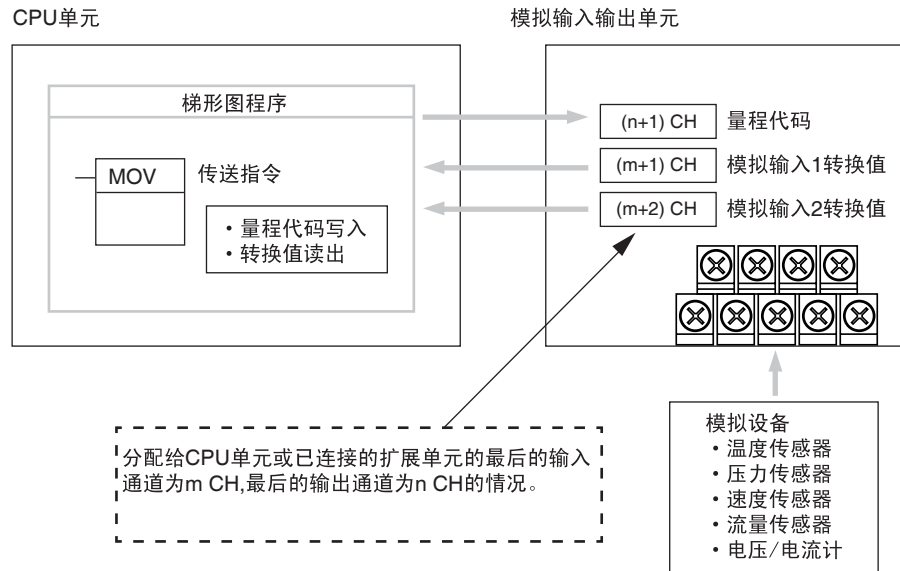 CPU单元
模拟输入输出单元
梯形图程序
MOV
传送指令
・量程代码写入
・转换值读出
(n+1) CH
量程代码
(m+1) CH
模拟输入1转换值
(m+2) CH
模拟输入2转换值
分配给CPU单元或已连接的扩展单元的最后的输入
通道为m CH,最后的输出通道为n CH的情况。
模拟设备
・温度传感器
・压力传感器
・速度传感器
・流量传感器
・电压/电流计